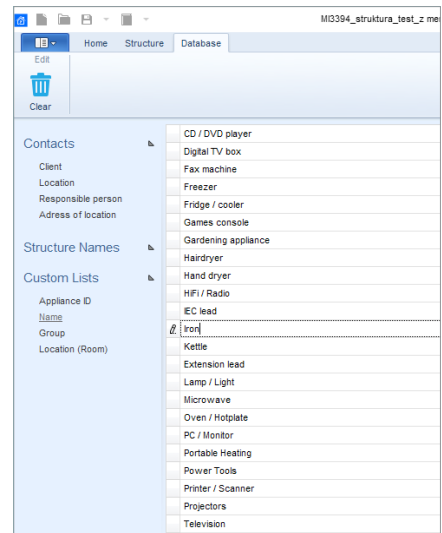 MI3394_struktura_test_z me
Home Structure Database
Edit
Clear
Contacts
Client
Location
Responsible person
Adress of location
Structure Names
Custom Lists
Appliance ID
Name
Group
Location (Room)
CD / DVD player
Digital TV box
Fax machine
Freezer
Fridge / cooler
Games console
Gardening appliance
Hairdryer
Hand dryer
HiFi / Radio
IEC lead
Iron
Kettle
Extension lead
Lamp / Light
Microwave
Oven / Hotplate
PC / Monitor
Portable Heating
Power Tools
Printer / Scanner
Projectors
Television